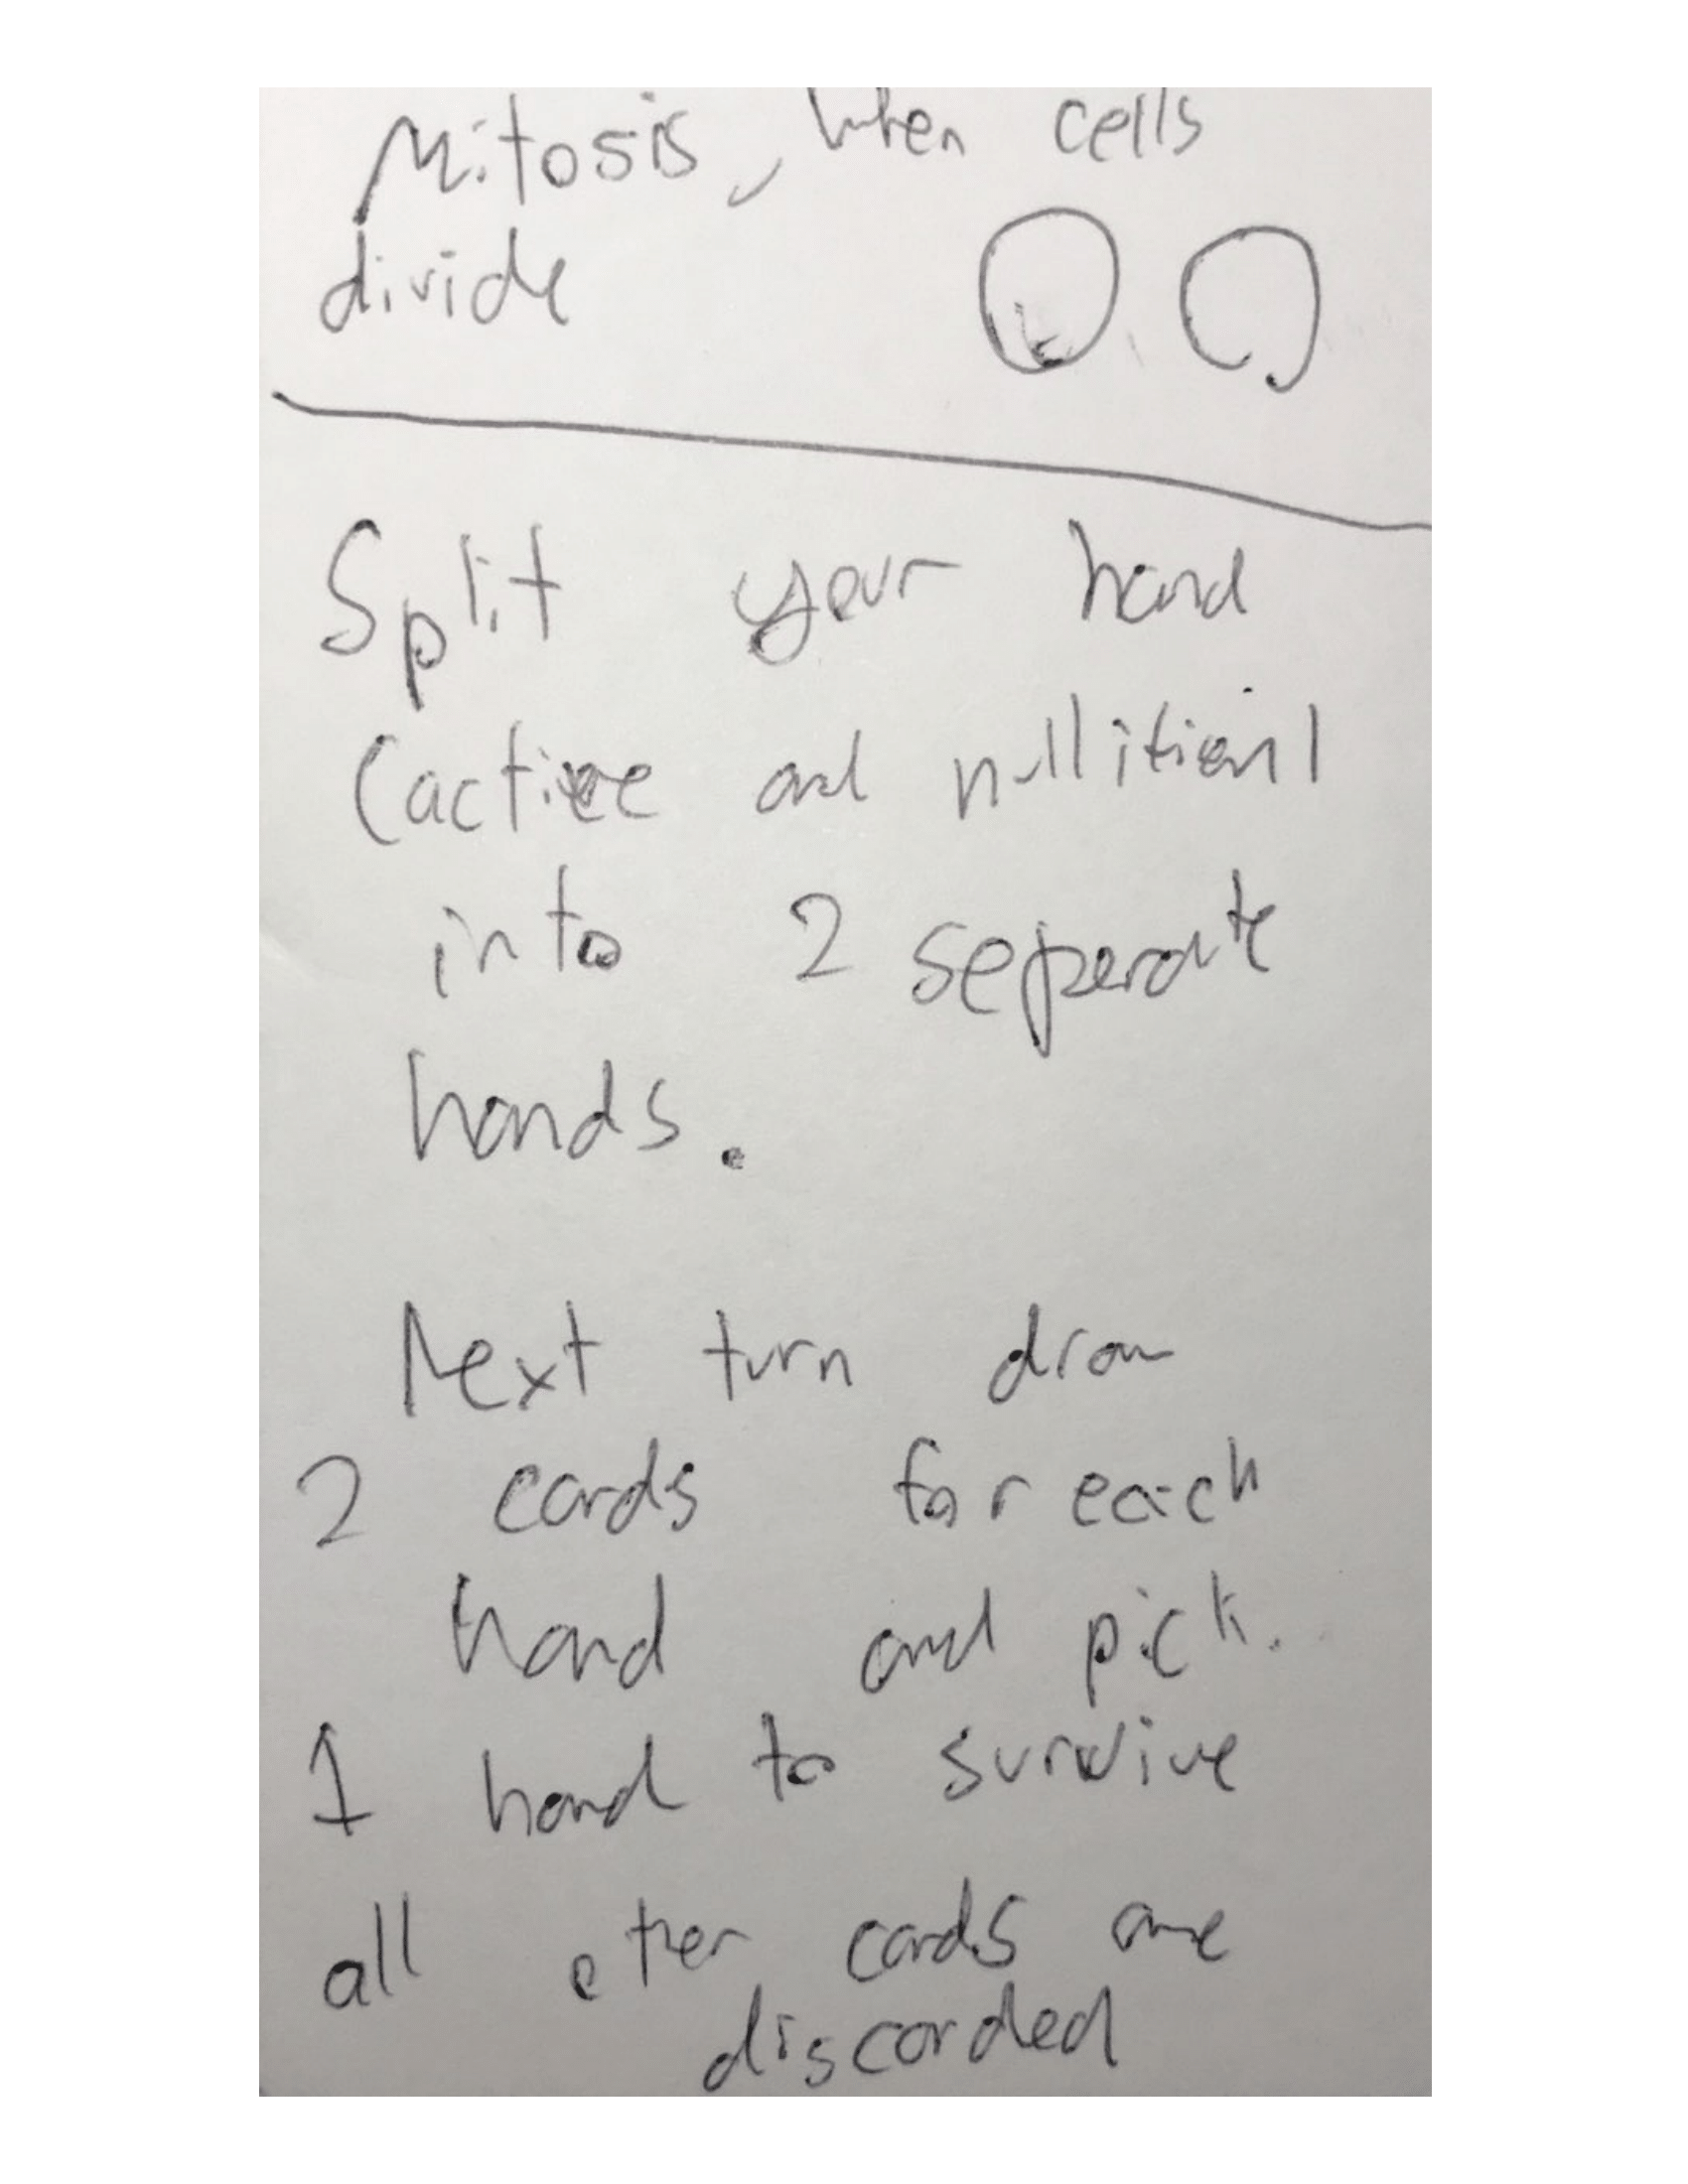 Mitosis, when cells
divide
Split your hand
(active and nullitionl
into 2 seperate
hands.
Next turn draw
2 cards for each
hand and pick.
1 hand to survive
all other cards are
discarded